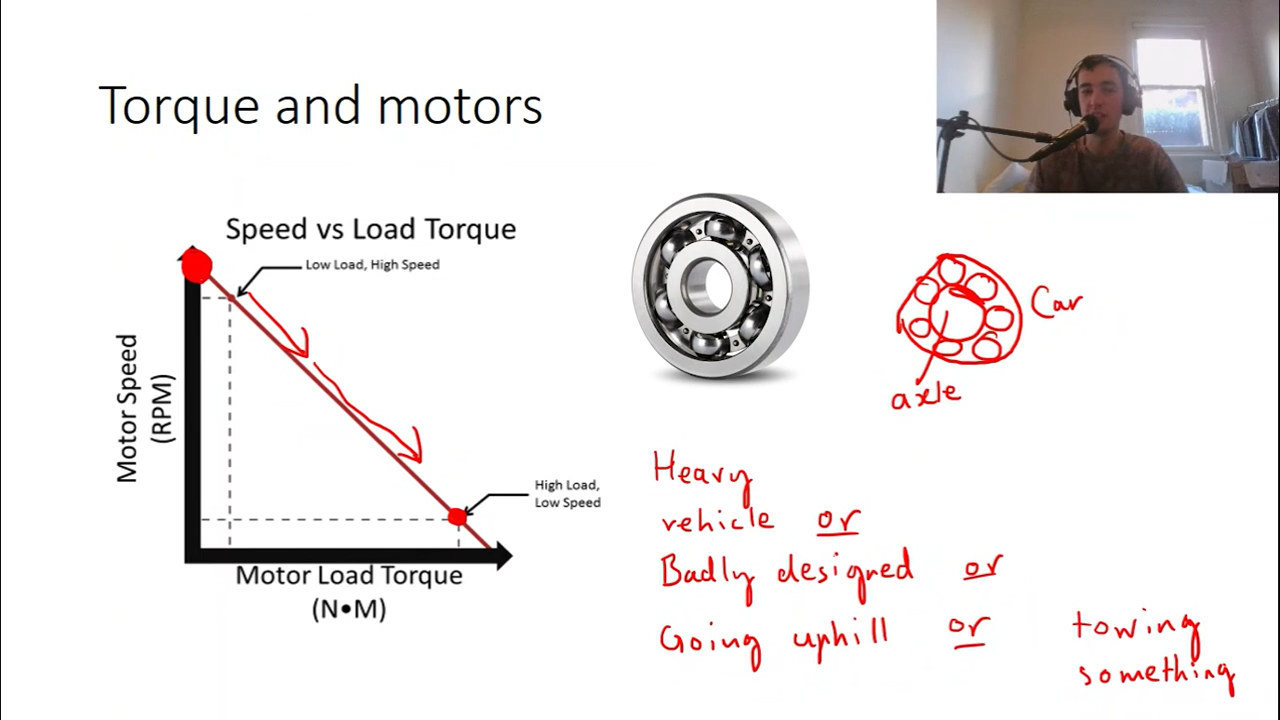 Torque and motors
Speed vs Load Torque
Low Load, High Speed
Motor Speed
(RPM)
High Load,
Low Speed
Motor Load Torque
(N•M)
Car
axle
Heavy
vehicle or
Badly designed or
Going uphill or towing
something